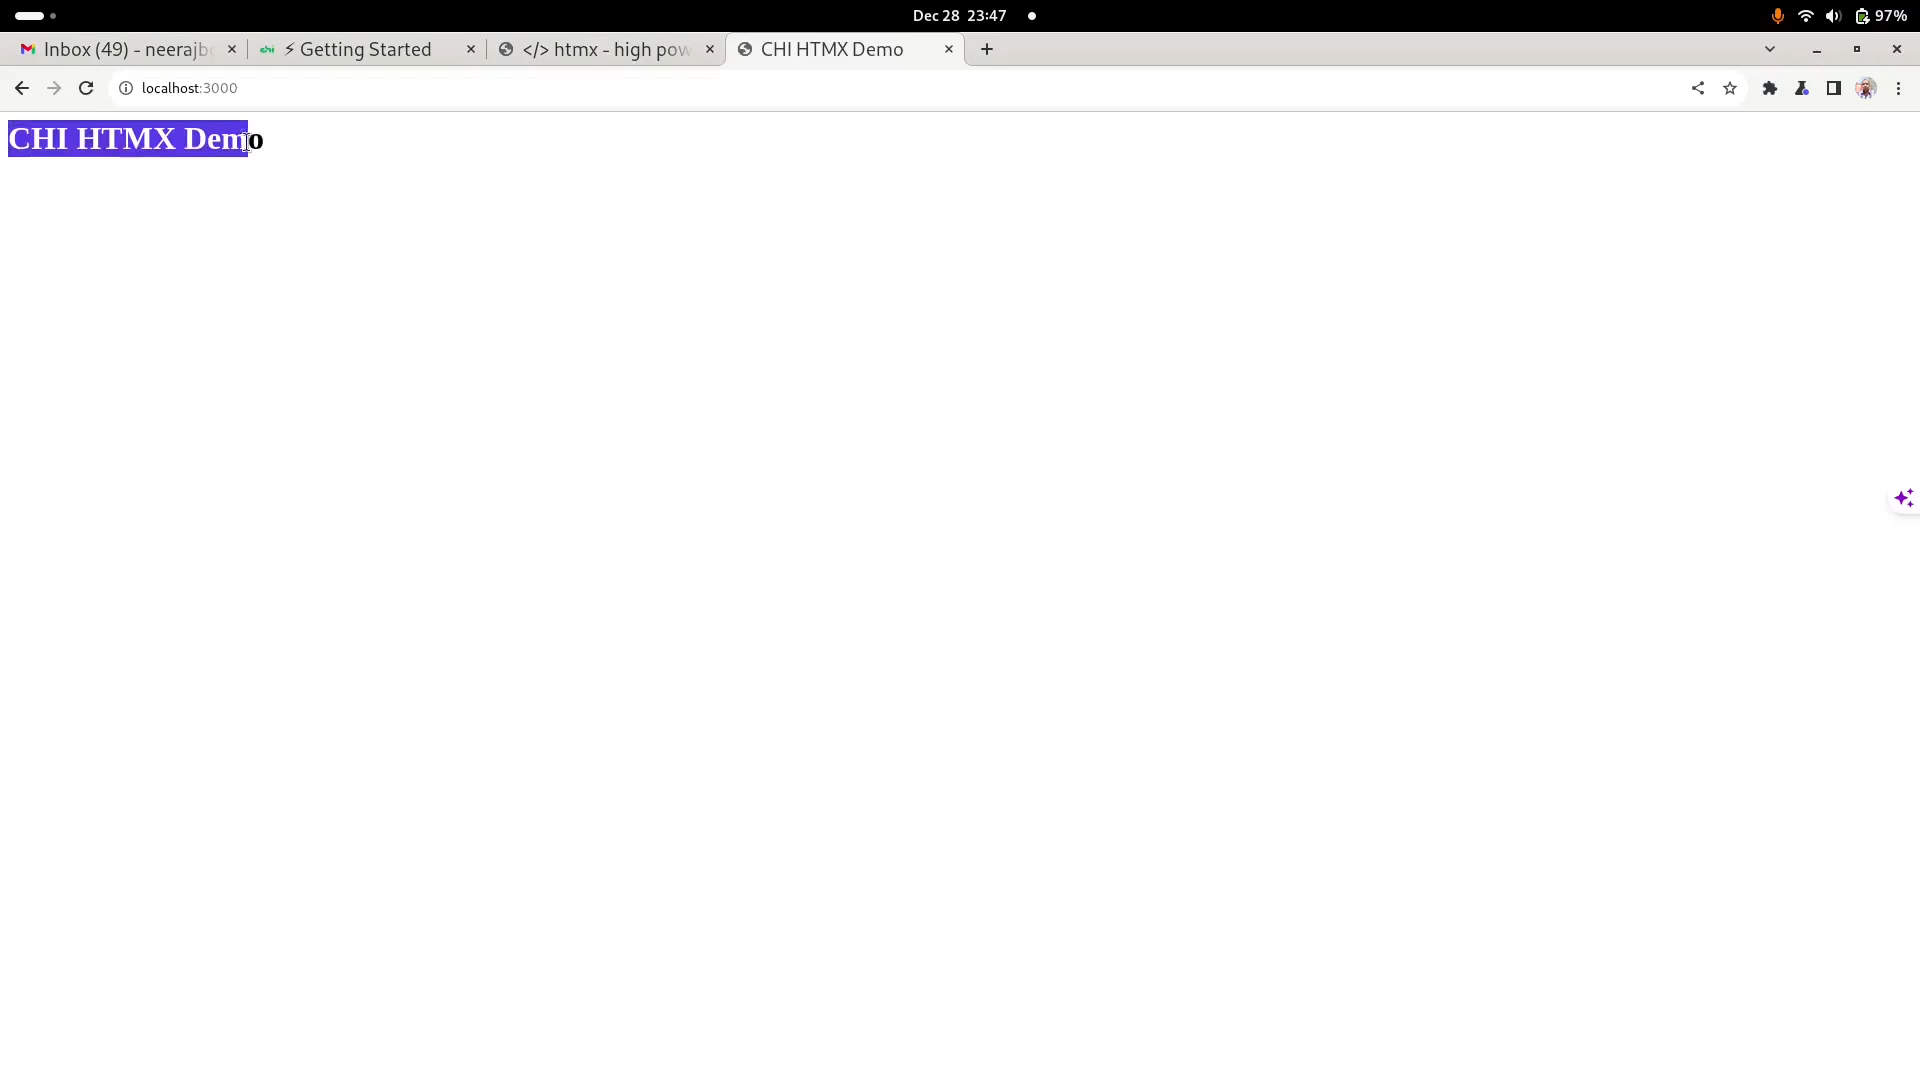 Dec 28 23:47
97%
Inbox (49) - neerajb
chi ⚡ Getting Started
</> htmx - high pow
CHI HTMX Demo
localhost:3000
CHI HTMX Demo